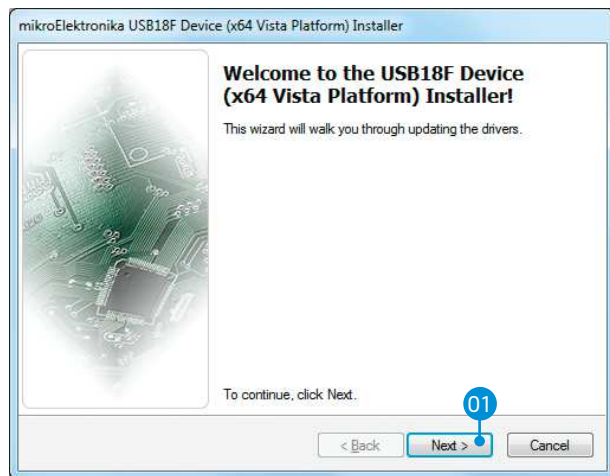 mikroElektronika USB18F Device (x64 Vista Platform) Installer
Welcome to the USB18F Device
(x64 Vista Platform) Installer!
This wizard will walk you through updating the drivers.
To continue, click Next.
01
< Back
Next >
Cancel